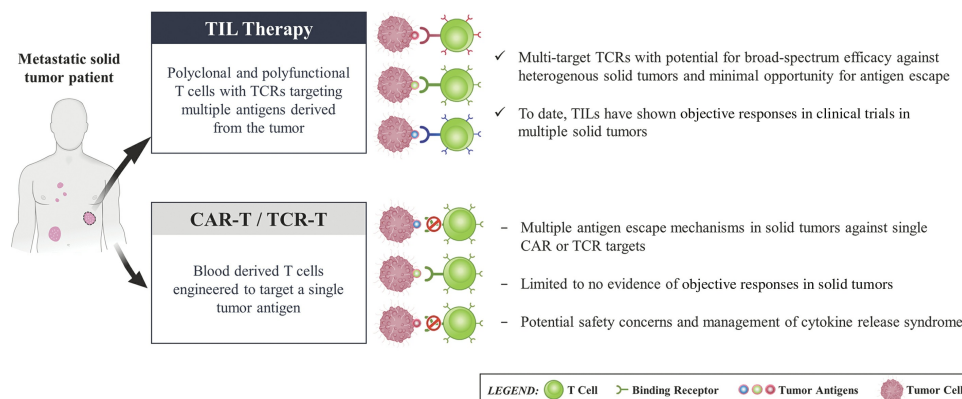 Metastatic solid
tumor patient
TIL Therapy
Polyclonal and polyfunctional
T cells with TCRs targeting
multiple antigens derived
from the tumor
✓ Multi-target TCRs with potential for broad-spectrum efficacy against
heterogenous solid tumors and minimal opportunity for antigen escape
✓ To date, TILs have shown objective responses in clinical trials in
multiple solid tumors
CAR-T / TCR-T
Blood derived T cells
engineered to target a single
tumor antigen
– Multiple antigen escape mechanisms in solid tumors against single
CAR or TCR targets
– Limited to no evidence of objective responses in solid tumors
– Potential safety concerns and management of cytokine release syndrome
LEGEND: T Cell Binding Receptor Tumor Antigens Tumor Cell